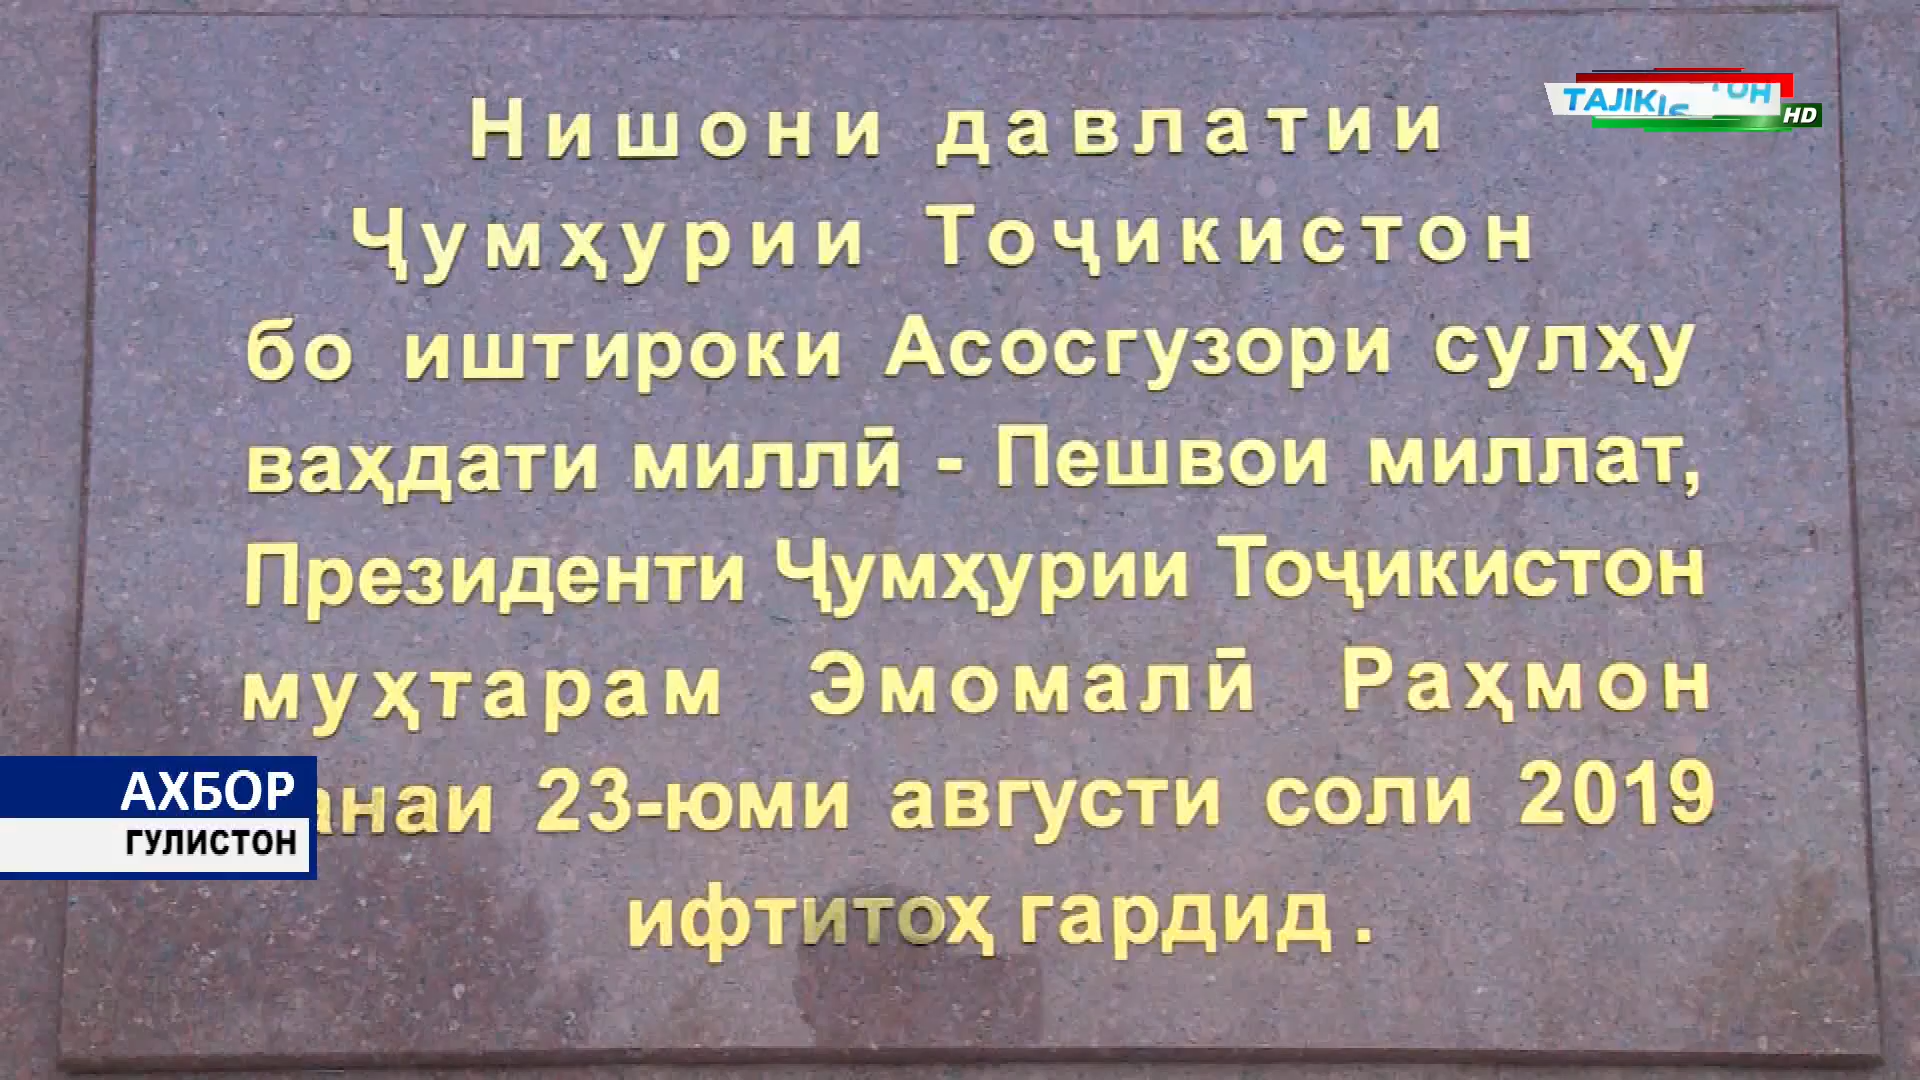 Нишони давлатии
Ҷумҳурии Тоҷикистон
бо иштироки Асосгузори сулҳу
ваҳдати миллӣ - Пешвои миллат,
Президенти Ҷумҳурии Тоҷикистон
муҳтарам Эмомалӣ Раҳмон
23-юми августи соли 2019
ифтитоҳ гардид .
АХБОР
ГУЛИСТОН
HD